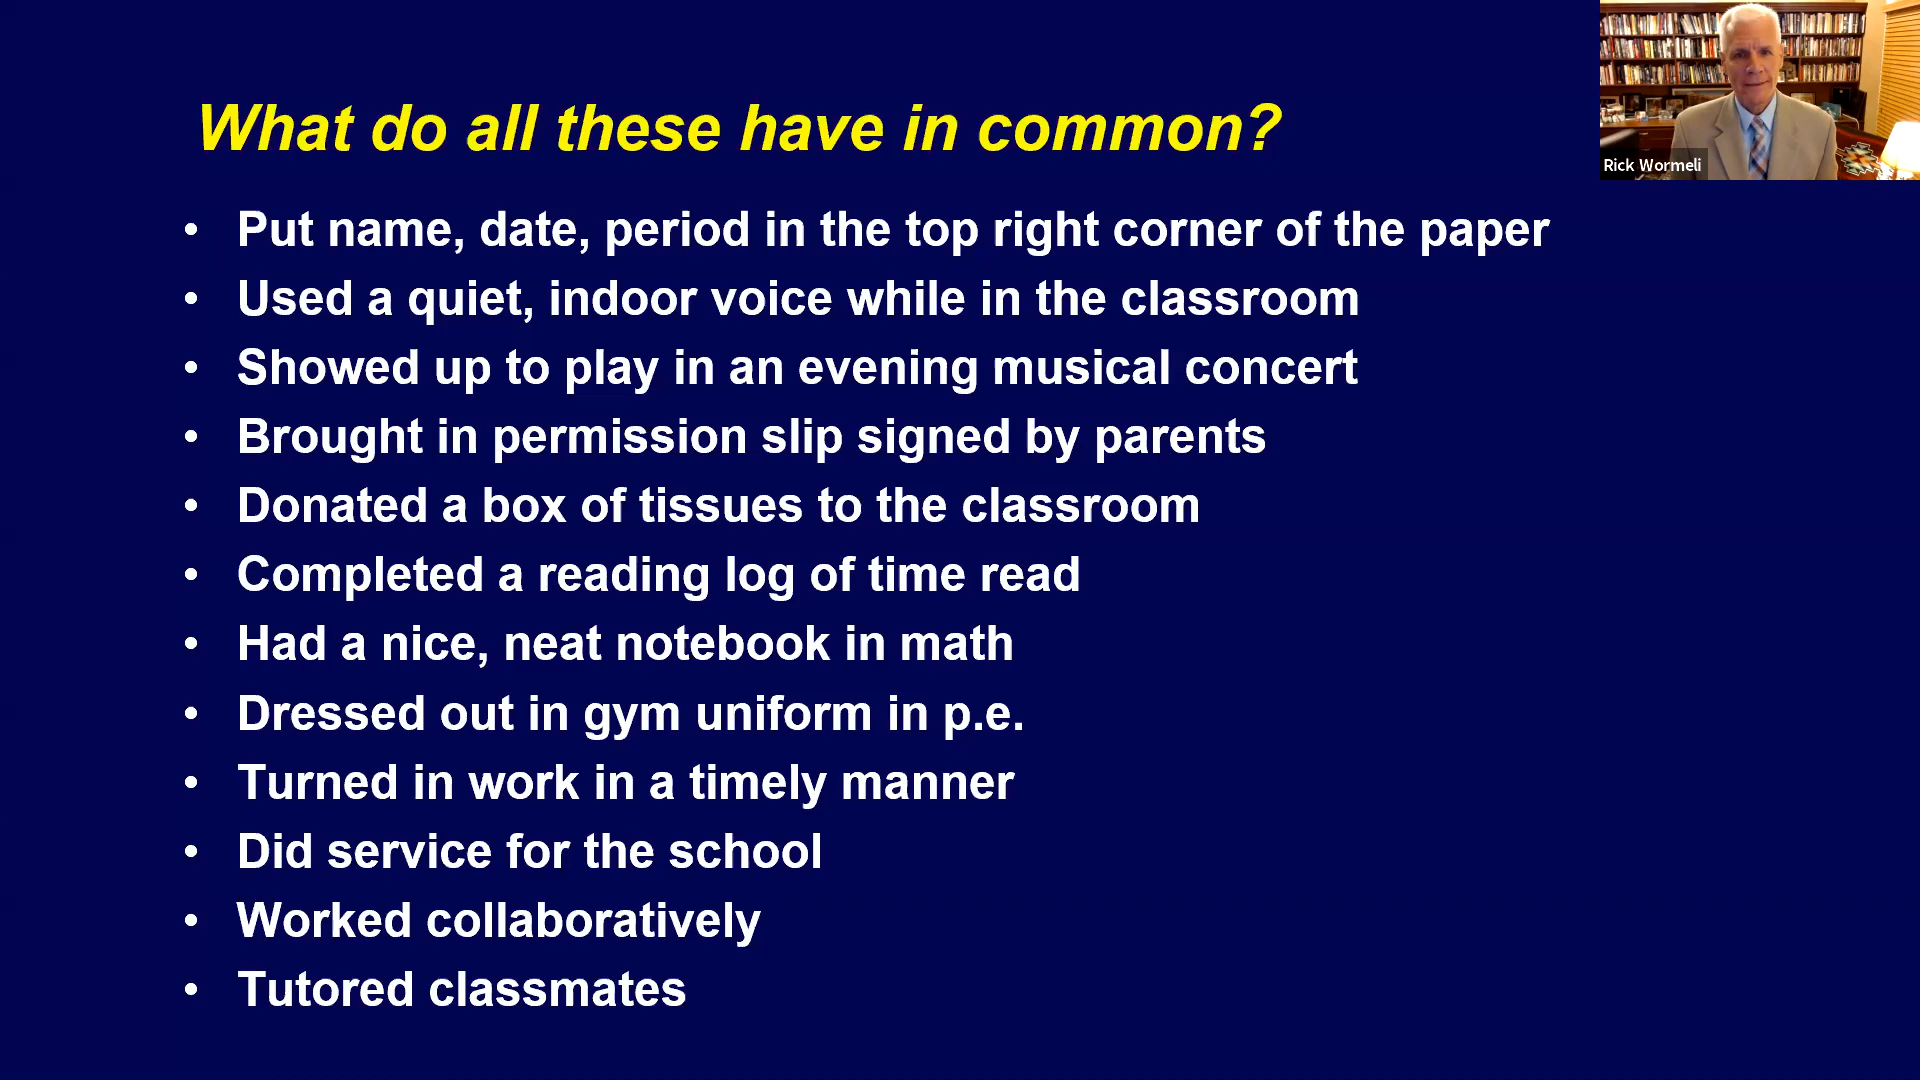 What do all these have in common?
Rick Wormeli
• Put name, date, period in the top right corner of the paper
• Used a quiet, indoor voice while in the classroom
• Showed up to play in an evening musical concert
• Brought in permission slip signed by parents
• Donated a box of tissues to the classroom
• Completed a reading log of time read
• Had a nice, neat notebook in math
• Dressed out in gym uniform in p.e.
• Turned in work in a timely manner
• Did service for the school
• Worked collaboratively
• Tutored classmates